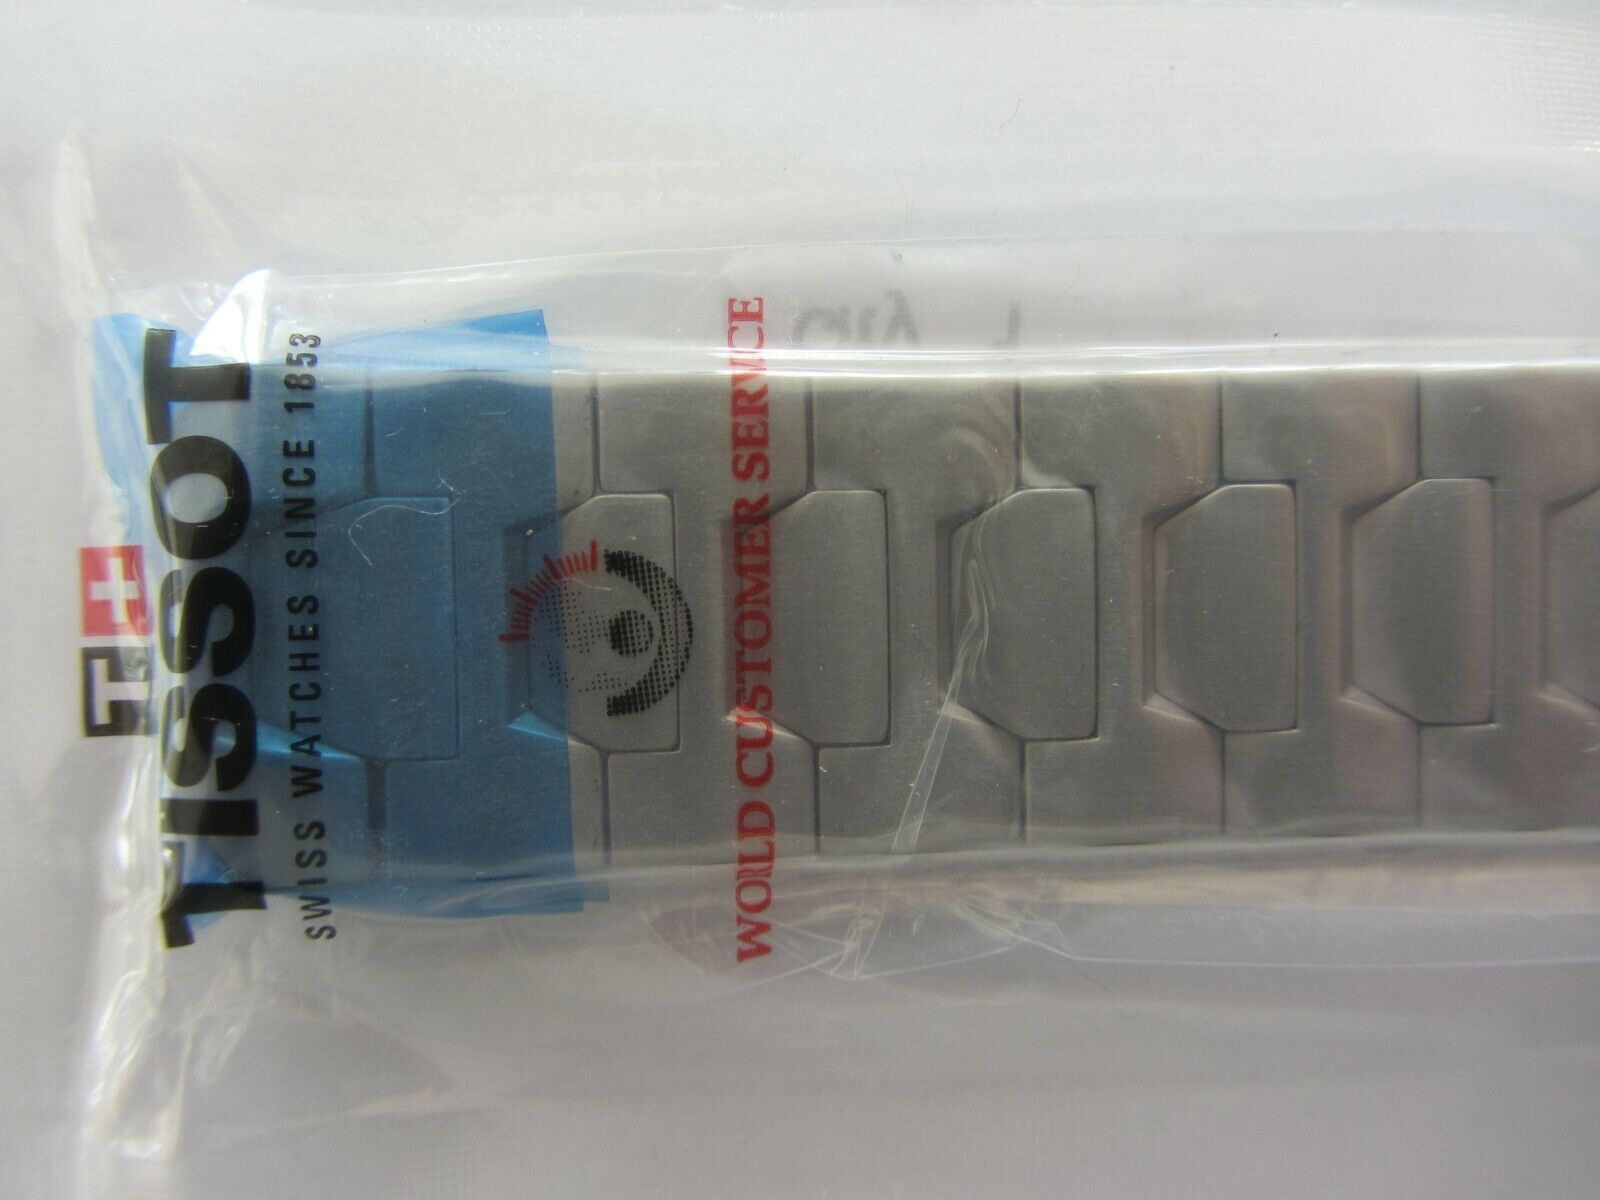 T+
TISSOT
SWISS WATCHES SINCE 1853
WORLD CUSTOMER SERVICE